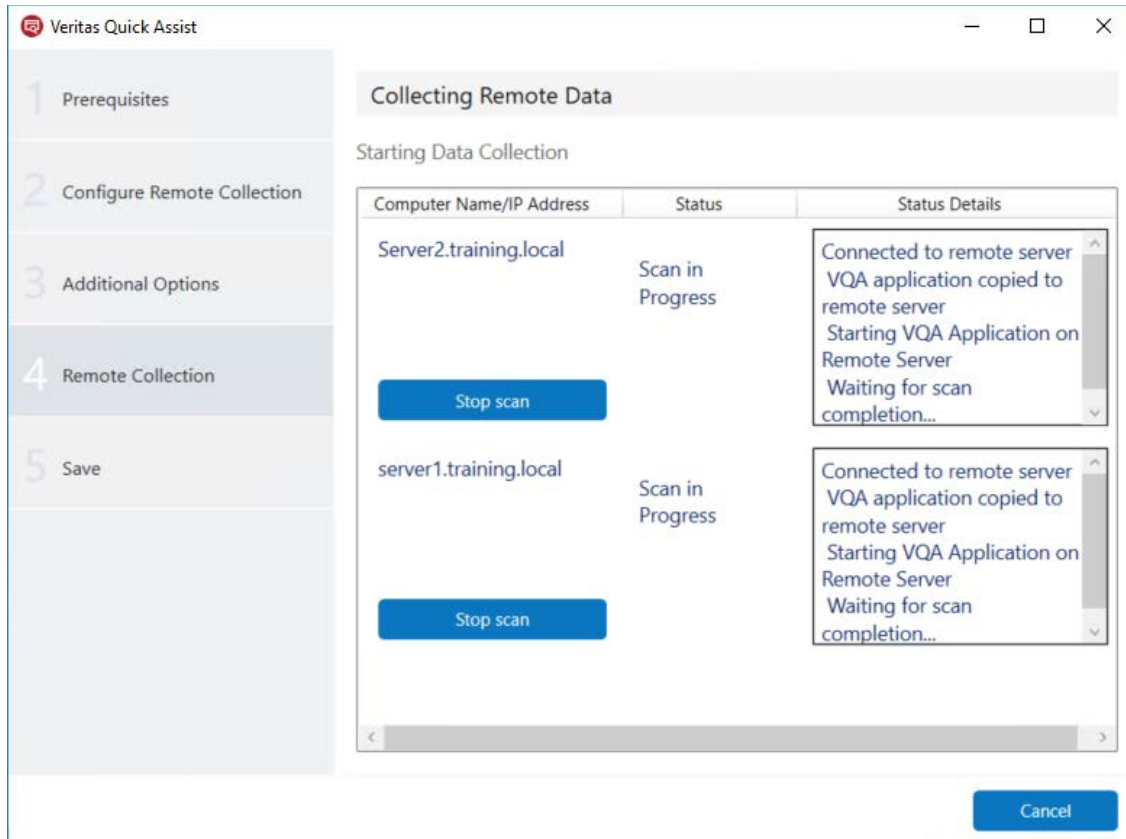 Veritas Quick Assist
1 Prerequisites
2 Configure Remote Collection
3 Additional Options
4 Remote Collection
5 Save
Collecting Remote Data
Starting Data Collection
Computer Name/IP Address Status Status Details
Server2.training.local
Scan in
Progress
Stop scan
Connected to remote server
VQA application copied to
remote server
Starting VQA Application on
Remote Server
Waiting for scan
completion...
server1.training.local
Scan in
Progress
Stop scan
Connected to remote server
VQA application copied to
remote server
Starting VQA Application on
Remote Server
Waiting for scan
completion...
Cancel